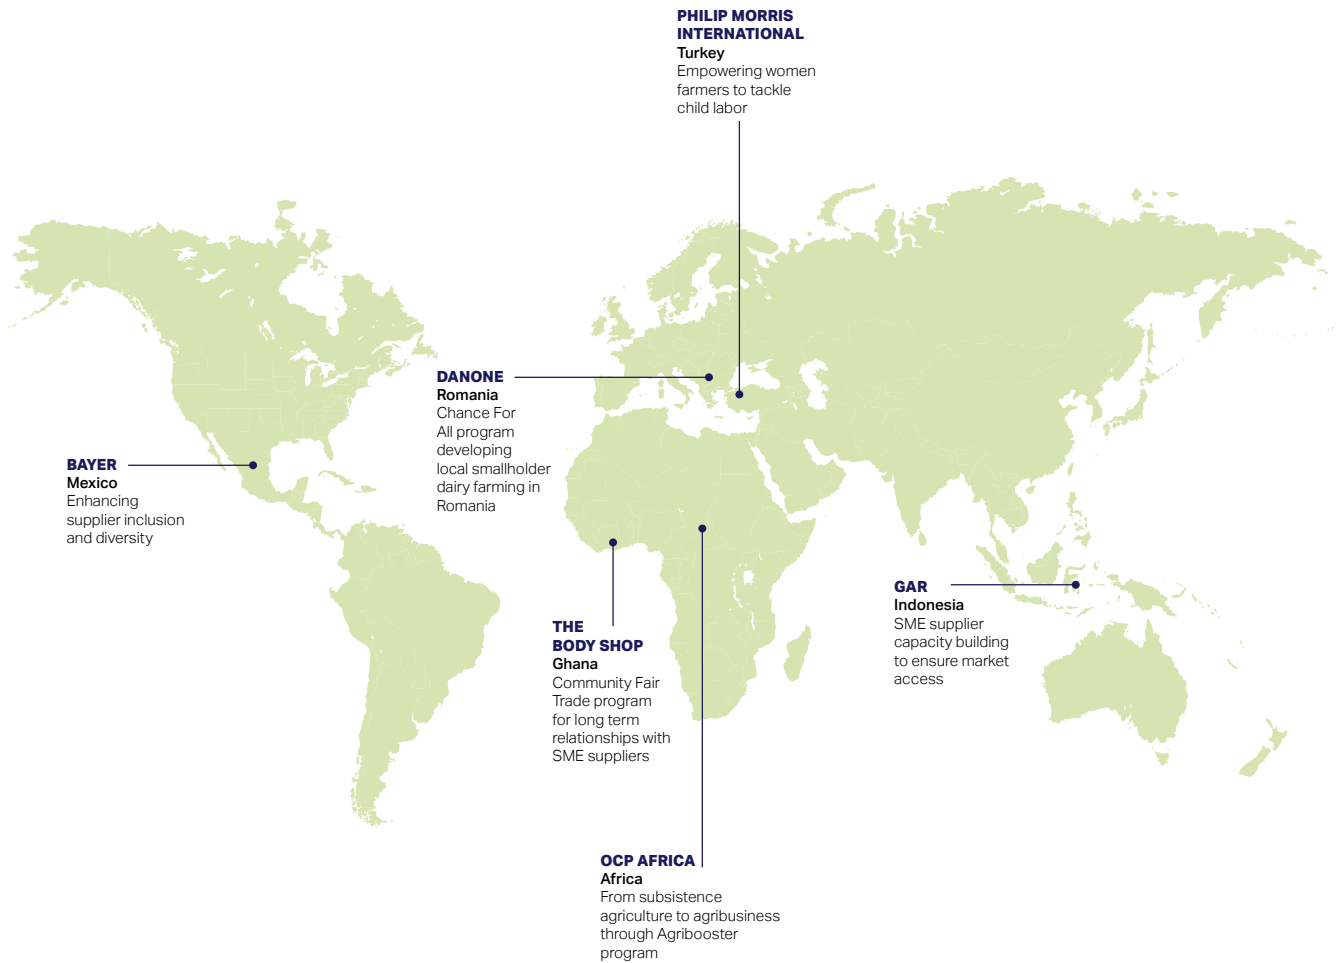 PHILIP MORRIS
INTERNATIONAL
Turkey
Empowering women
farmers to tackle
child labor
DANONE
Romania
Chance For
All program
developing
local smallholder
dairy farming in
Romania
BAYER
Mexico
Enhancing
supplier inclusion
and diversity
GAR
Indonesia
SME supplier
capacity building
to ensure market
access
THE
BODY SHOP
Ghana
Community Fair
Trade program
for long term
relationships with
SME suppliers
OCP AFRICA
Africa
From subsistence
agriculture to agribusiness
through Agribooster
program